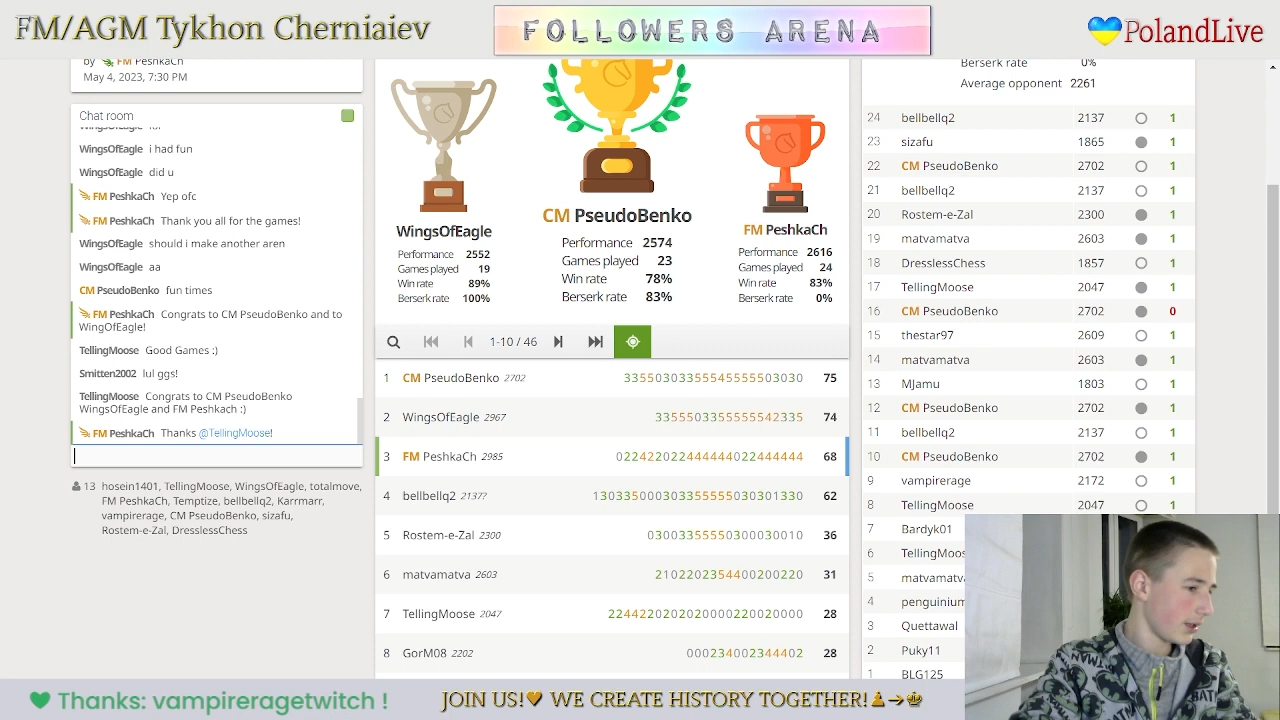 FM/AGM Tykhon Cherniaiev
FOLLOWERS ARENA
PolandLive
by FM PeshkaCh
May 4, 2023, 7:30 PM
Chat room
WingsOfEagle i had fun
WingsOfEagle did u
FM PeshkaCh Yep ofc
FM PeshkaCh Thank you all for the games!
WingsOfEagle should i make another aren
WingsOfEagle aa
CM PseudoBenko fun times
FM PeshkaCh Congrats to CM PseudoBenko and to
WingOfEagle!
TellingMoose Good Games :)
Smitten2002 lul ggs!
TellingMoose Congrats to CM PseudoBenko
WingsOfEagle and FM Peshkach :)
FM PeshkaCh Thanks @TellingMoose!
13 hosein1401, TellingMoose, WingsOfEagle, totalmove,
FM PeshkaCh, Temptize, bellbellq2, Karrmarr,
vampirerage, CM PseudoBenko, sizafu,
Rostem-e-Zal, DresslessChess
WingsOfEagle
Performance 2552
Games played 19
Win rate 89%
Berserk rate 100%
CM PseudoBenko
Performance 2574
Games played 23
Win rate 78%
Berserk rate 83%
FM PeshkaCh
Performance 2616
Games played 24
Win rate 83%
Berserk rate 0%
1-10 / 46
1 CM PseudoBenko 2702 33550303355545555503030 75
2 WingsOfEagle 2967 3355503355555542335 74
3 FM PeshkaCh 2985 022422022444444022444444 68
4 bellbellq2 2137? 130335000303355555030301330 62
5 Rostem-e-Zal 2300 03003355550300030010 36
6 matvamatva 2603 2102202354400200220 31
7 TellingMoose 2047 22442202020200002200200​00 28
8 GorM08 2202 000234002344402 28
Berserk rate 0%
Average opponent 2261
24 bellbellq2 2137 1
23 sizafu 1865 1
22 CM PseudoBenko 2702 1
21 bellbellq2 2137 1
20 Rostem-e-Zal 2300 1
19 matvamatva 2603 1
18 DresslessChess 1857 1
17 TellingMoose 2047 1
16 CM PseudoBenko 2702 0
15 thestar97 2609 1
14 matvamatva 2603 1
13 MJamu 1803 1
12 CM PseudoBenko 2702 1
11 bellbellq2 2137 1
10 CM PseudoBenko 2702 1
9 vampirerage 2172 1
8 TellingMoose 2047 1
7 Bardyk01
6 TellingMoos
5 matvamatva
4 penguinium
3 Quettawal
2 Puky11
1 BLG125
Thanks: vampireragetwitch !
JOIN US! WE CREATE HISTORY TOGETHER!